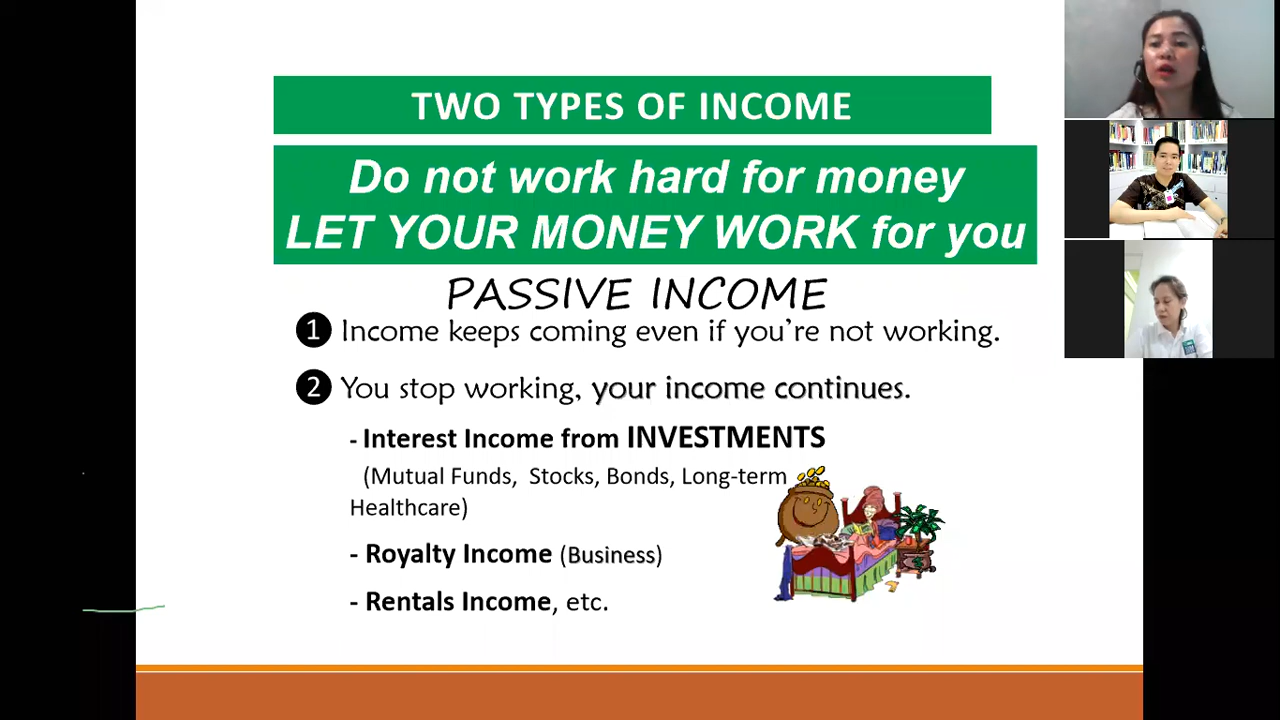 TWO TYPES OF INCOME
Do not work hard for money
LET YOUR MONEY WORK for you
PASSIVE INCOME
1 Income keeps coming even if you're not working.
2 You stop working, your income continues.
- Interest Income from INVESTMENTS
(Mutual Funds, Stocks, Bonds, Long-term
Healthcare)
- Royalty Income (Business)
- Rentals Income, etc.